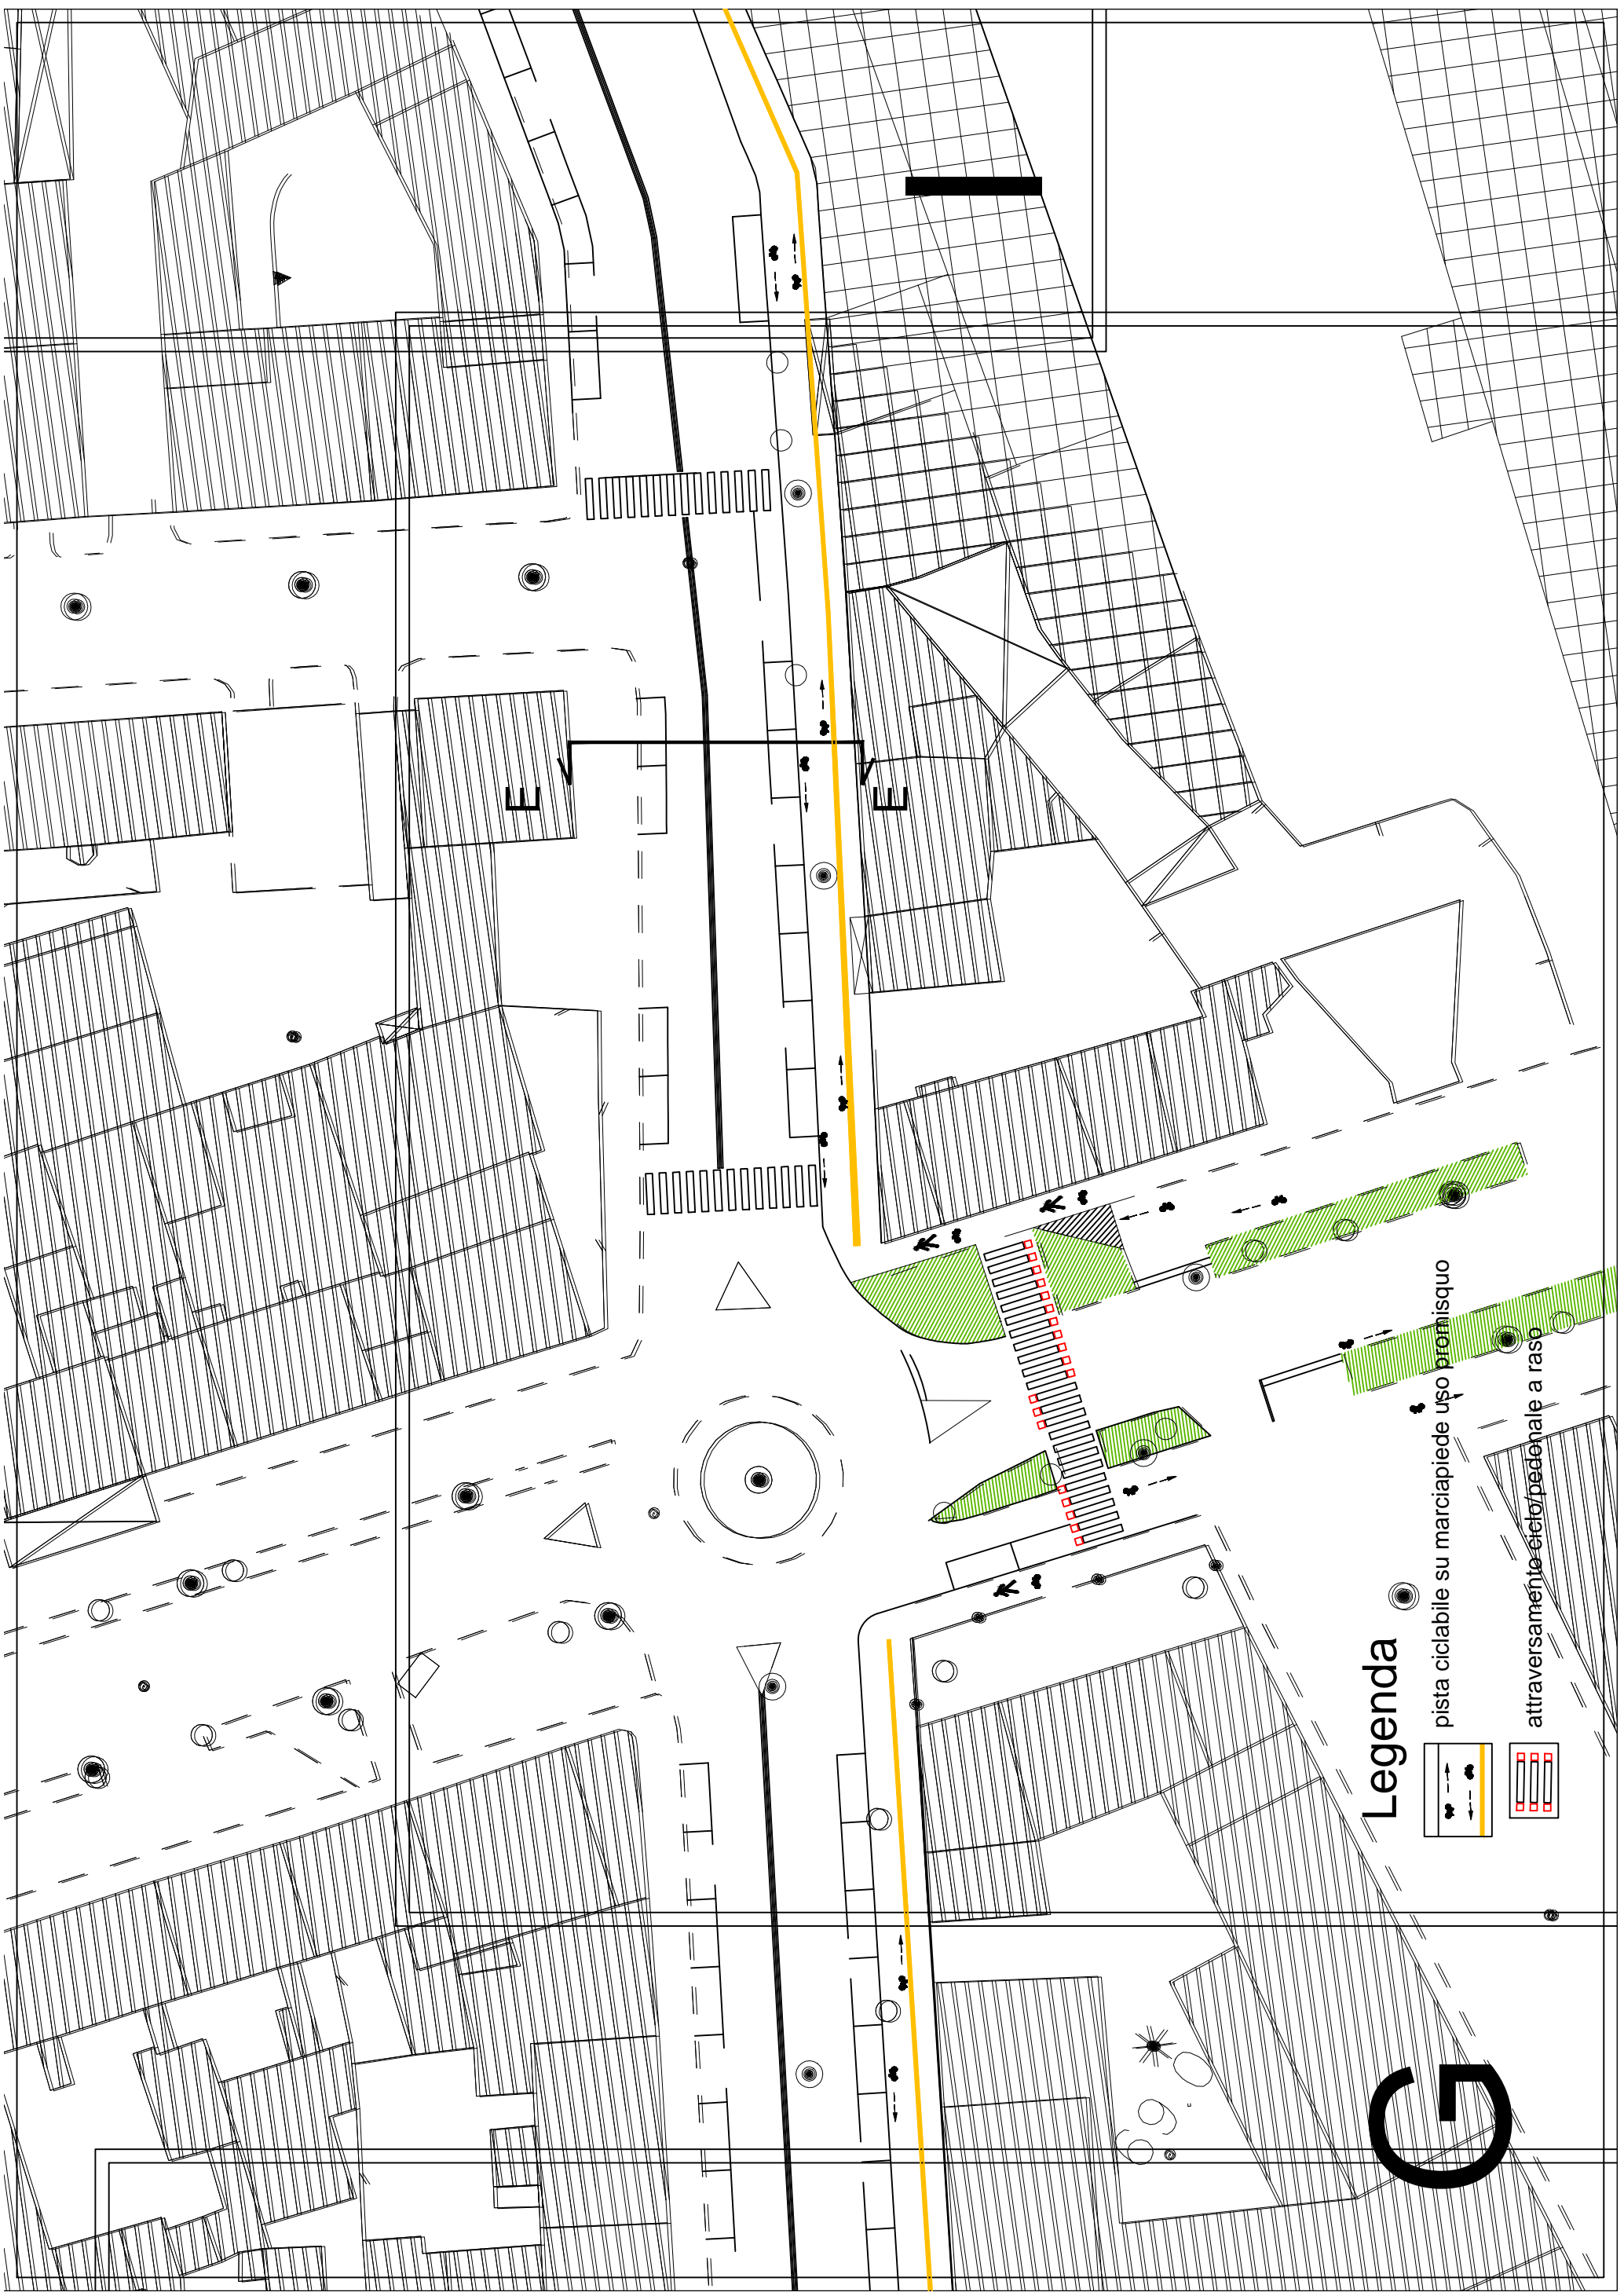 I
E
E
Legenda
pista ciclabile su marciapiede uso promisquo
attraversamento ciclo/pedonale a raso
G